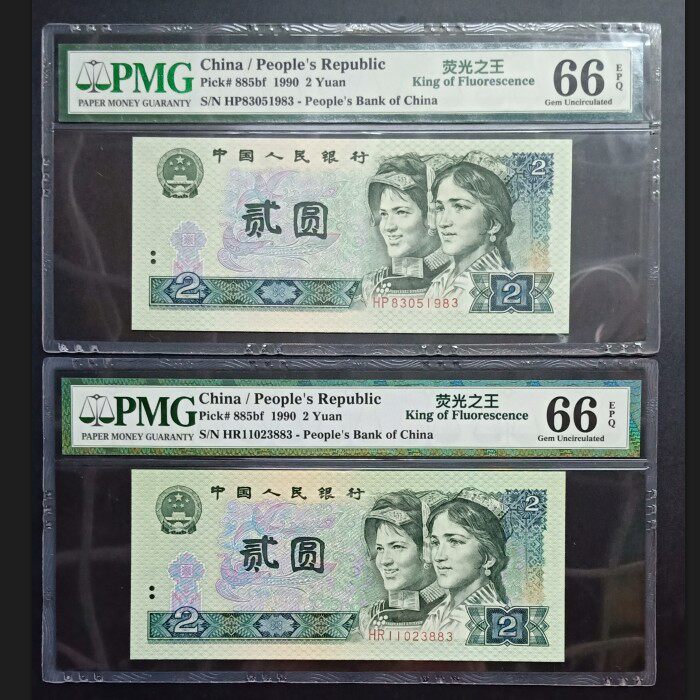 PMG
PAPER MONEY GUARANTY
China / People's Republic
Pick# 885bf 1990 2 Yuan
S/N HP83051983 - People's Bank of China
荧光之王
King of Fluorescence
66
EPQ
Gem Uncirculated
中国人民银行
2
贰圆
2
HP83051983
2
PMG
PAPER MONEY GUARANTY
China / People's Republic
Pick# 885bf 1990 2 Yuan
S/N HR11023883 - People's Bank of China
荧光之王
King of Fluorescence
66
EPQ
Gem Uncirculated
中国人民银行
2
贰圆
2
HR11023883
2